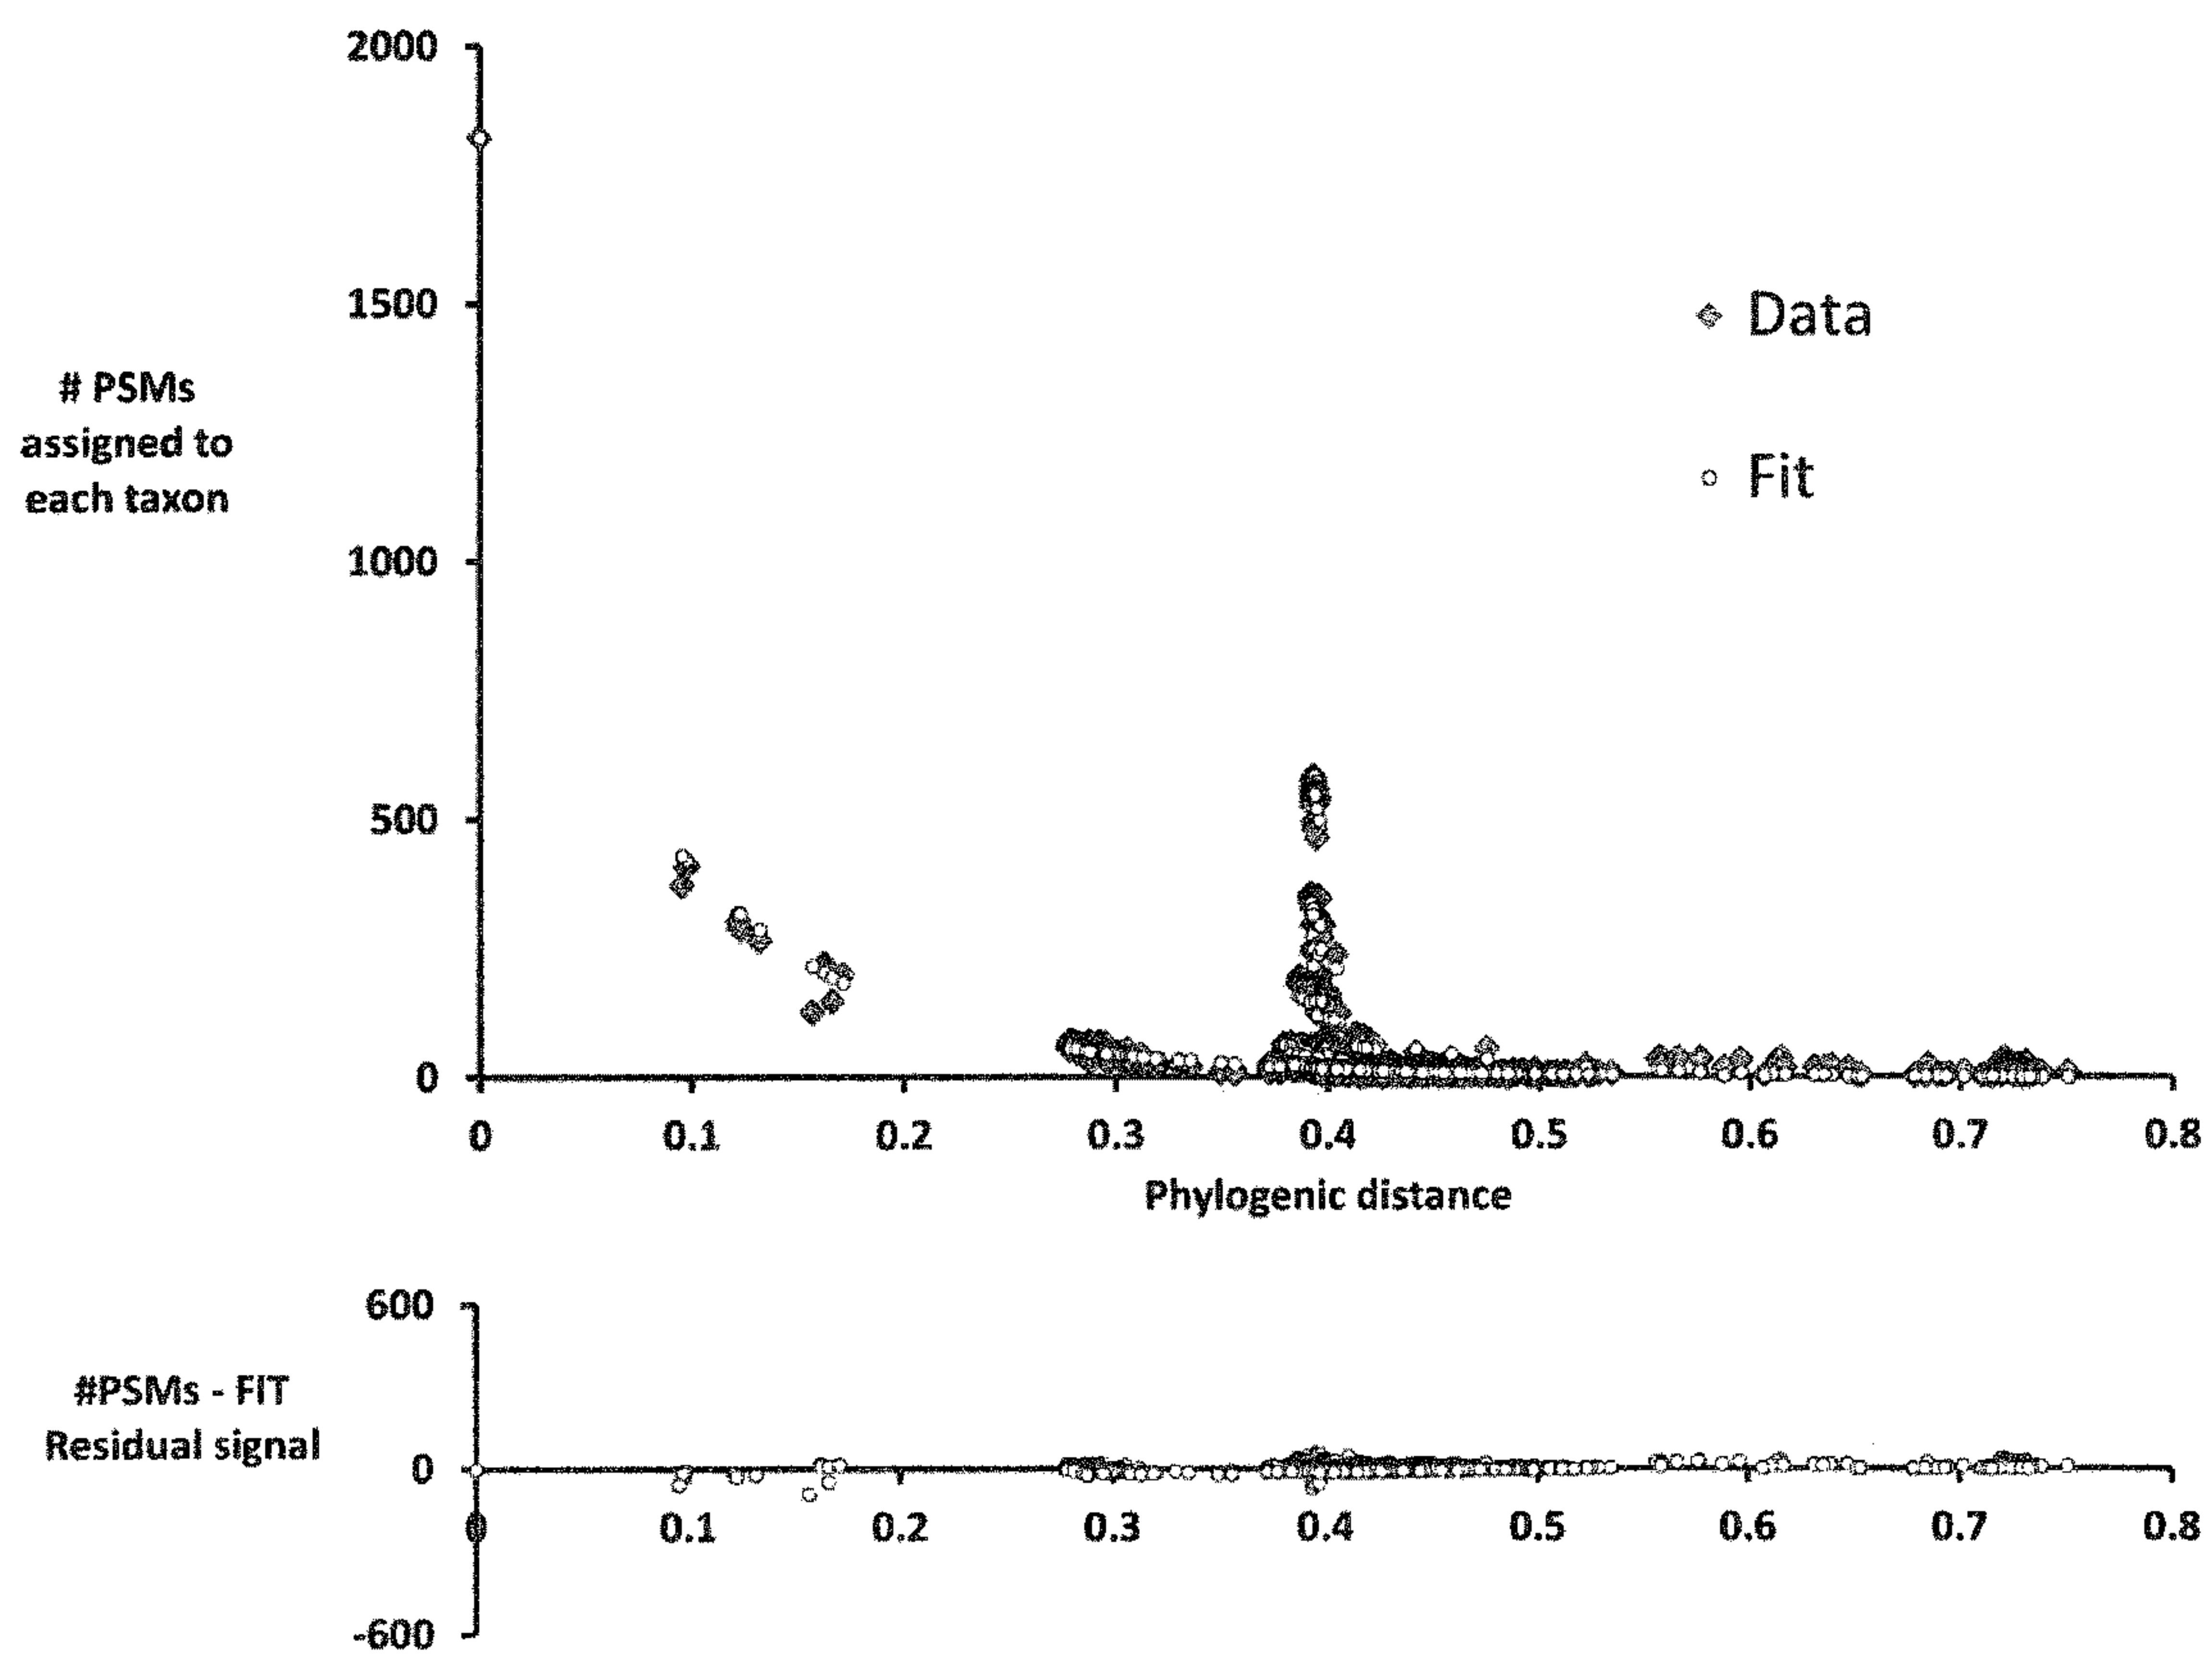 2000
1500
1000
500
0
# PSMs
assigned to
each taxon
Data
Fit
0 0.1 0.2 0.3 0.4 0.5 0.6 0.7 0.8
Phylogenic distance
600
0
-600
#PSMs - FIT
Residual signal
0 0.1 0.2 0.3 0.4 0.5 0.6 0.7 0.8